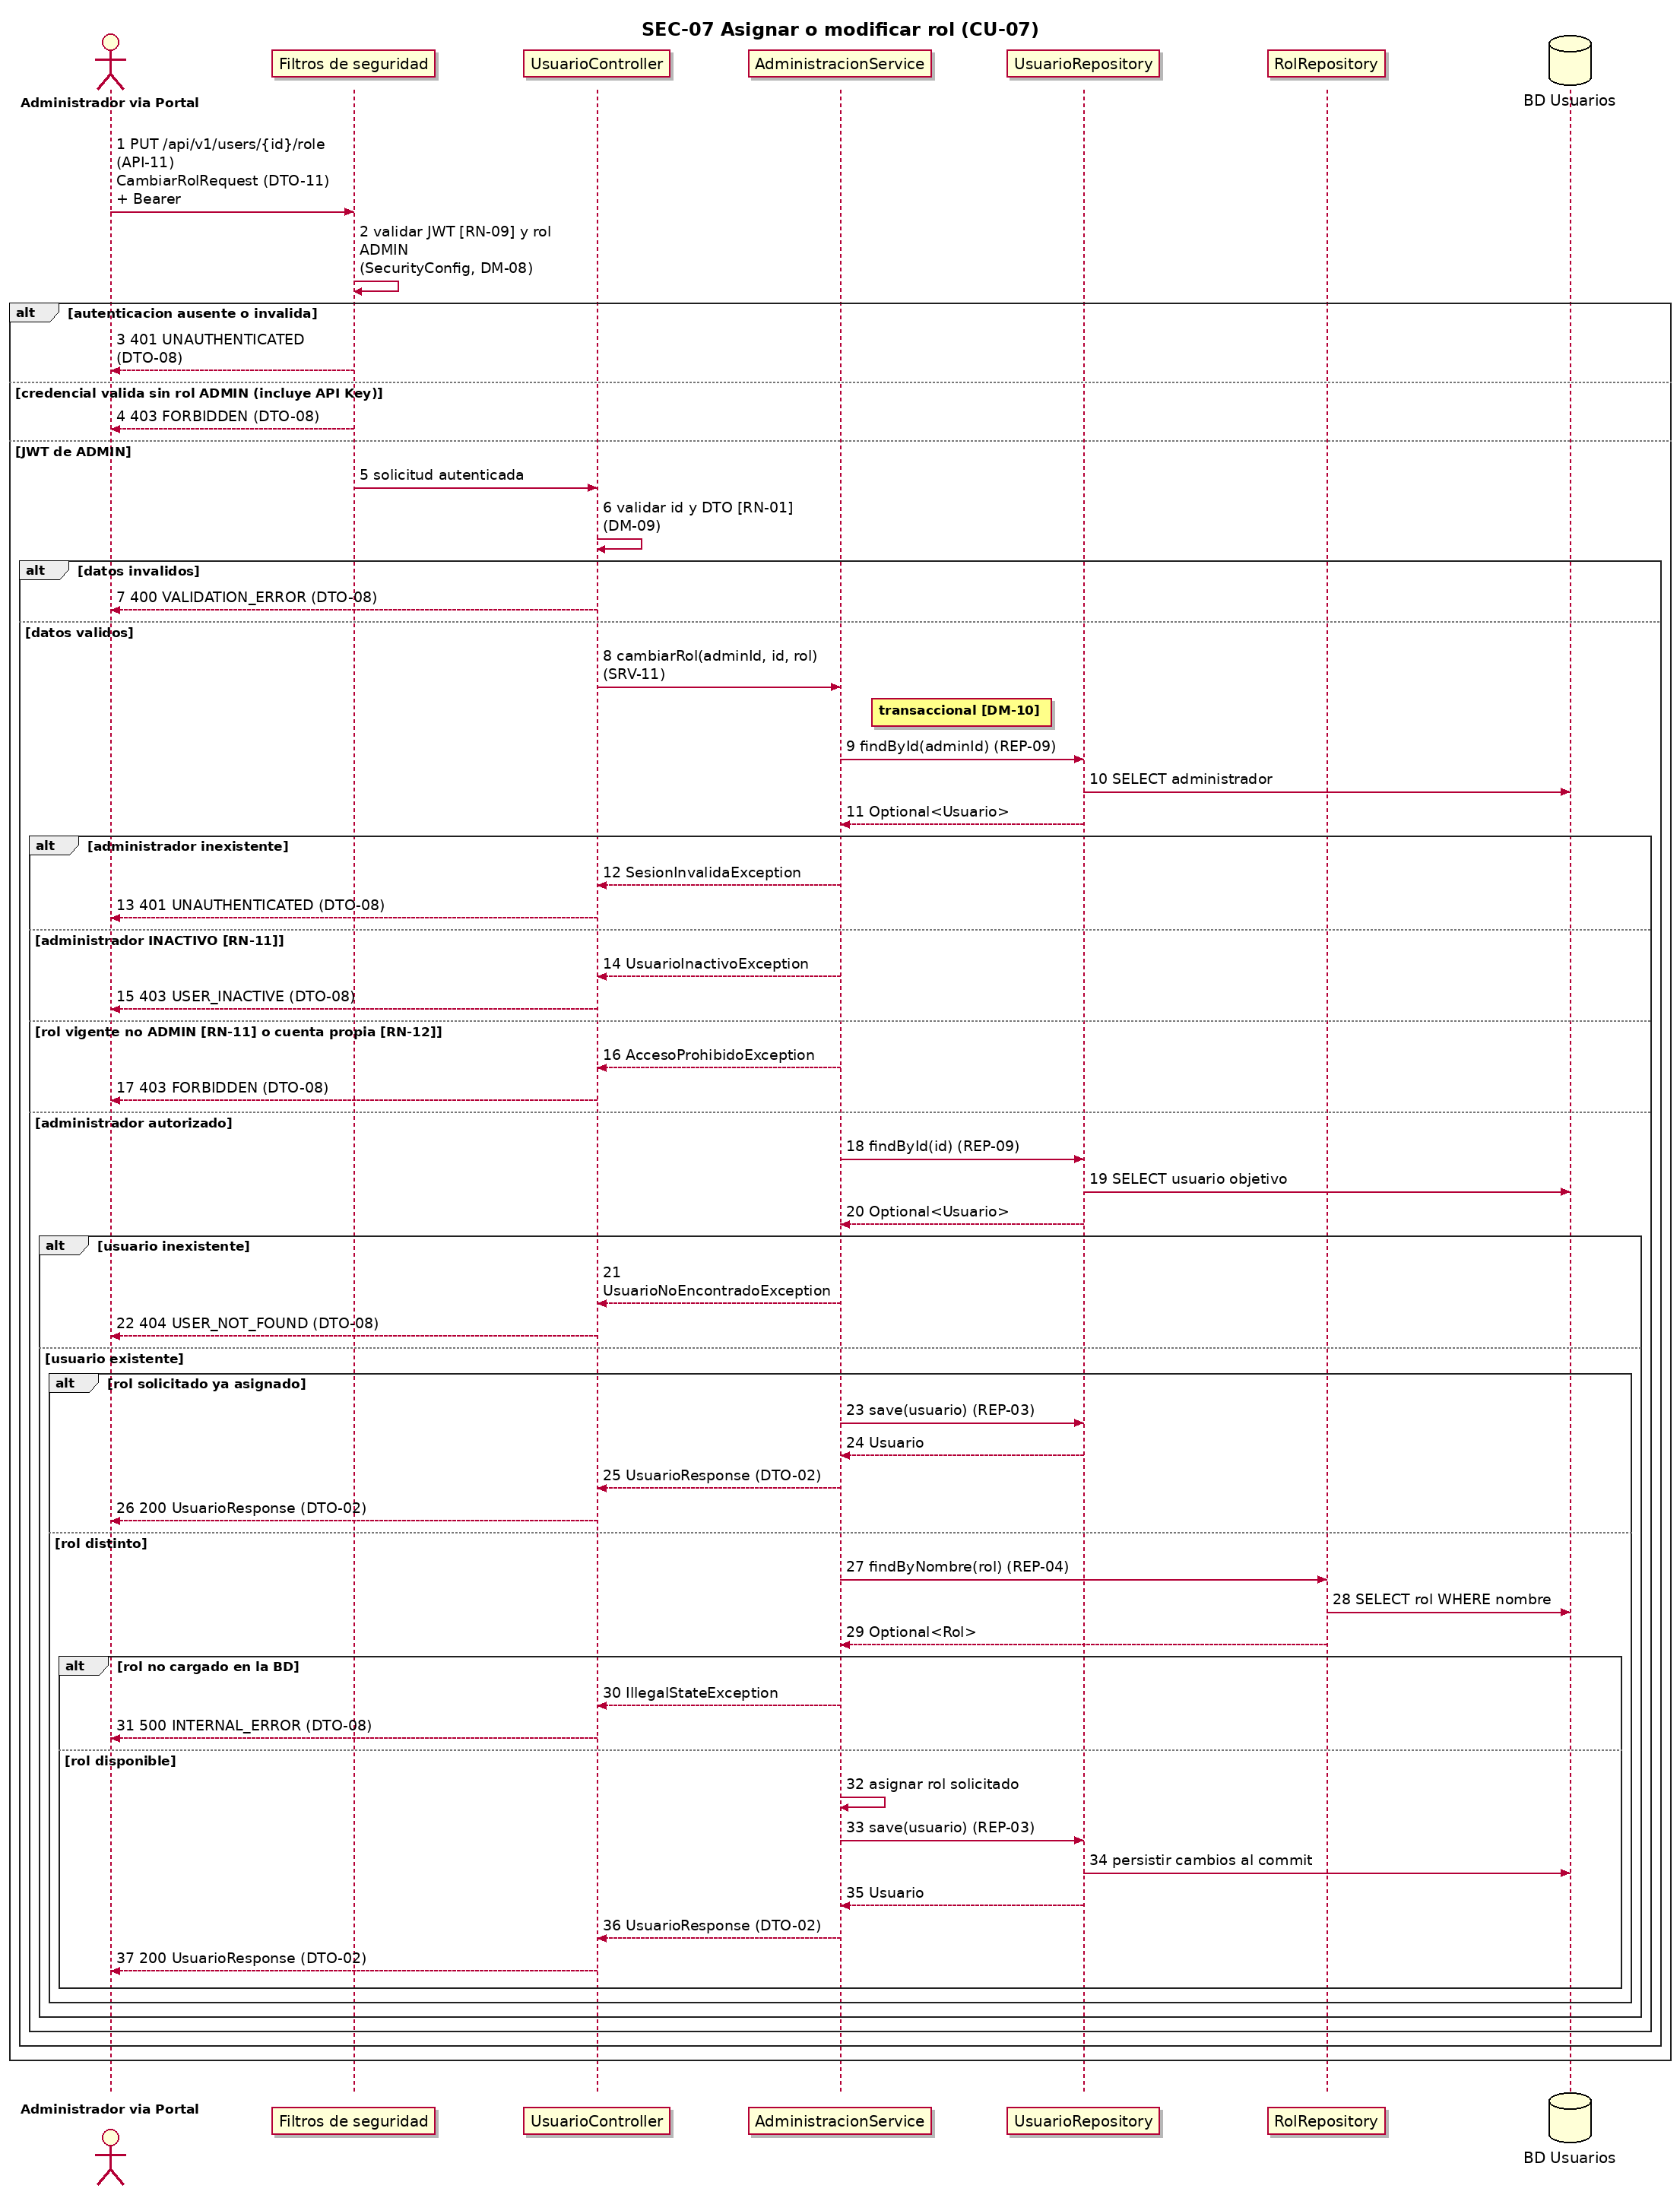 SEC-07 Asignar o modificar rol (CU-07)
Administrador via Portal
Filtros de seguridad
UsuarioController
AdministracionService
UsuarioRepository
RolRepository
BD Usuarios
1 PUT /api/v1/users/{id}/role
(API-11)
CambiarRolRequest (DTO-11)
+ Bearer
2 validar JWT [RN-09] y rol
ADMIN
(SecurityConfig, DM-08)
alt [autenticacion ausente o invalida]
3 401 UNAUTHENTICATED
(DTO-08)
[credencial valida sin rol ADMIN (incluye API Key)]
4 403 FORBIDDEN (DTO-08)
[JWT de ADMIN]
5 solicitud autenticada
6 validar id y DTO [RN-01]
(DM-09)
alt [datos invalidos]
7 400 VALIDATION_ERROR (DTO-08)
[datos validos]
8 cambiarRol(adminId, id, rol)
(SRV-11)
transaccional [DM-10]
9 findById(adminId) (REP-09)
10 SELECT administrador
11 Optional<Usuario>
alt [administrador inexistente]
12 SesionInvalidaException
13 401 UNAUTHENTICATED (DTO-08)
[administrador INACTIVO [RN-11]]
14 UsuarioInactivoException
15 403 USER_INACTIVE (DTO-08)
[rol vigente no ADMIN [RN-11] o cuenta propia [RN-12]]
16 AccesoProhibidoException
17 403 FORBIDDEN (DTO-08)
[administrador autorizado]
18 findById(id) (REP-09)
19 SELECT usuario objetivo
20 Optional<Usuario>
alt [usuario inexistente]
21
UsuarioNoEncontradoException
22 404 USER_NOT_FOUND (DTO-08)
[usuario existente]
alt [rol solicitado ya asignado]
23 save(usuario) (REP-03)
24 Usuario
25 UsuarioResponse (DTO-02)
26 200 UsuarioResponse (DTO-02)
[rol distinto]
27 findByNombre(rol) (REP-04)
28 SELECT rol WHERE nombre
29 Optional<Rol>
alt [rol no cargado en la BD]
30 IllegalStateException
31 500 INTERNAL_ERROR (DTO-08)
[rol disponible]
32 asignar rol solicitado
33 save(usuario) (REP-03)
34 persistir cambios al commit
35 Usuario
36 UsuarioResponse (DTO-02)
37 200 UsuarioResponse (DTO-02)
Administrador via Portal
Filtros de seguridad
UsuarioController
AdministracionService
UsuarioRepository
RolRepository
BD Usuarios